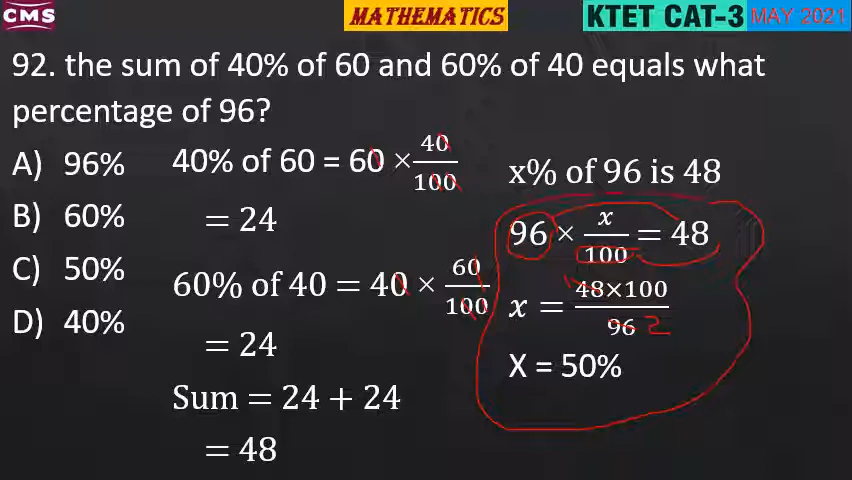 CMS
MATHEMATICS
KTET CAT-3
MAY 2021
92. the sum of 40% of 60 and 60% of 40 equals what
percentage of 96?
A) 96%
B) 60%
C) 50%
D) 40%
40% of 60 = 60 × 40/100
= 24
60% of 40 = 40 × 60/100
= 24
Sum = 24 + 24
= 48
x% of 96 is 48
96 × x/100 = 48
x = 48×100/96 2
X = 50%